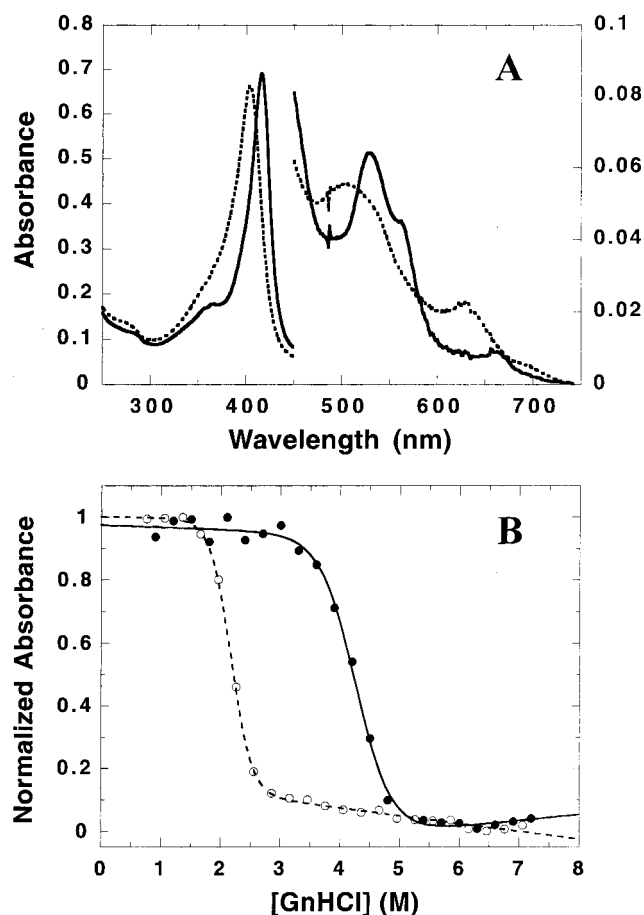 A
0.8
0.7
0.6
0.5
0.4
0.3
0.2
0.1
0
0.1
0.08
0.06
0.04
0.02
0
Absorbance
300 400 500 600 700
Wavelength (nm)
B
1
0.8
0.6
0.4
0.2
0
Normalized Absorbance
0 1 2 3 4 5 6 7 8
[GnHCl] (M)